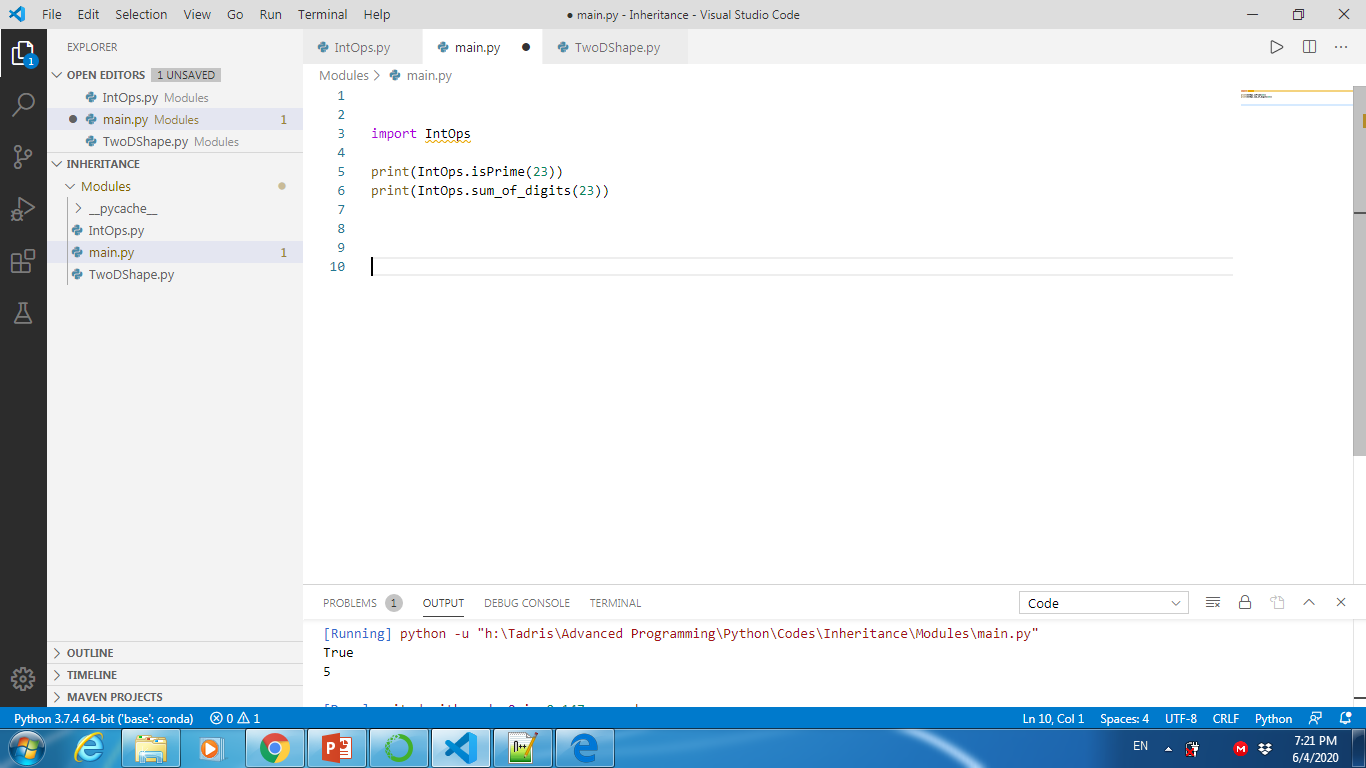 File Edit Selection View Go Run Terminal Help
● main.py - Inheritance - Visual Studio Code
1
EXPLORER
OPEN EDITORS 1 UNSAVED
IntOps.py Modules
● main.py Modules 1
TwoDShape.py Modules
INHERITANCE
Modules
__pycache__
IntOps.py
main.py 1
TwoDShape.py
OUTLINE
TIMELINE
MAVEN PROJECTS
IntOps.py main.py ● TwoDShape.py
Modules > main.py
1
2
3 import IntOps
4
5 print(IntOps.isPrime(23))
6 print(IntOps.sum_of_digits(23))
7
8
9
10
PROBLEMS 1 OUTPUT DEBUG CONSOLE TERMINAL
Code
[Running] python -u "h:\Tadris\Advanced Programming\Python\Codes\Inheritance\Modules\main.py"
True
5
Python 3.7.4 64-bit ('base': conda) 0 1
Ln 10, Col 1 Spaces: 4 UTF-8 CRLF Python
EN
7:21 PM
6/4/2020